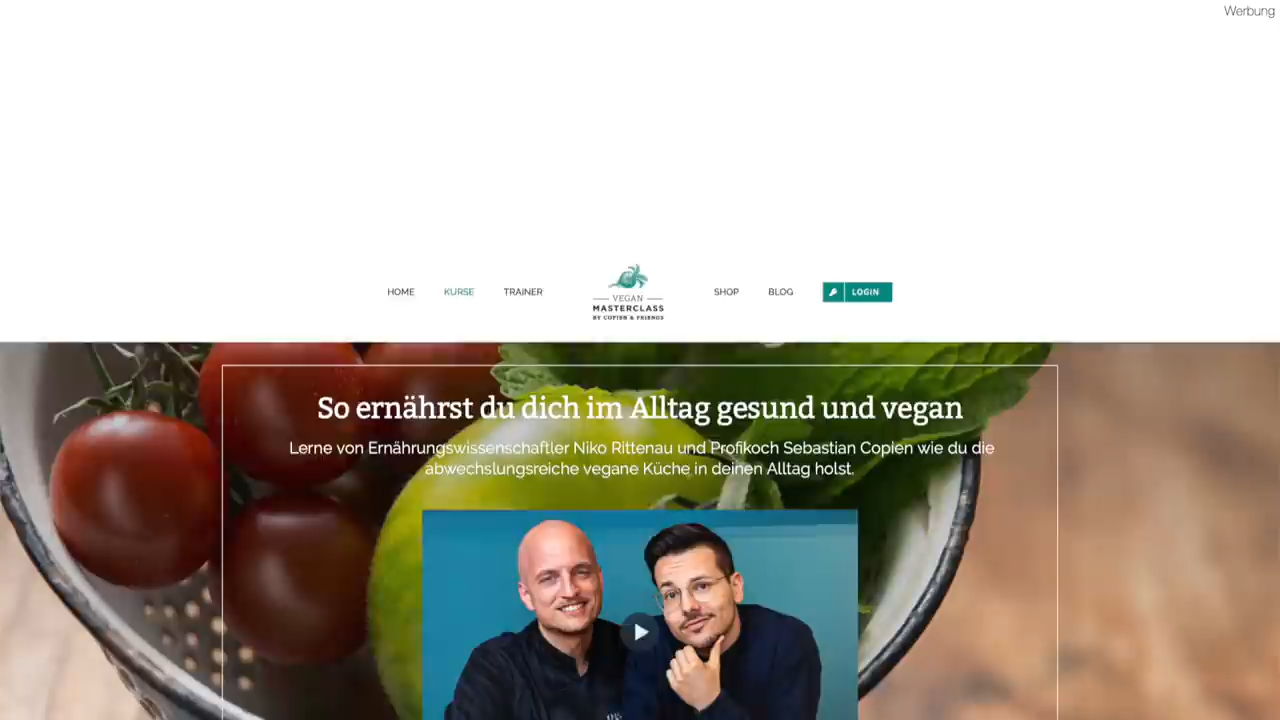 Werbung
HOME KURSE TRAINER
VEGAN
MASTERCLASS
BY COPIEN & FRIENDS
SHOP BLOG LOGIN
So ernährst du dich im Alltag gesund und vegan
Lerne von Ernährungswissenschaftler Niko Rittenau und Profikoch Sebastian Copien wie du die
abwechslungsreiche vegane Küche in deinen Alltag holst.